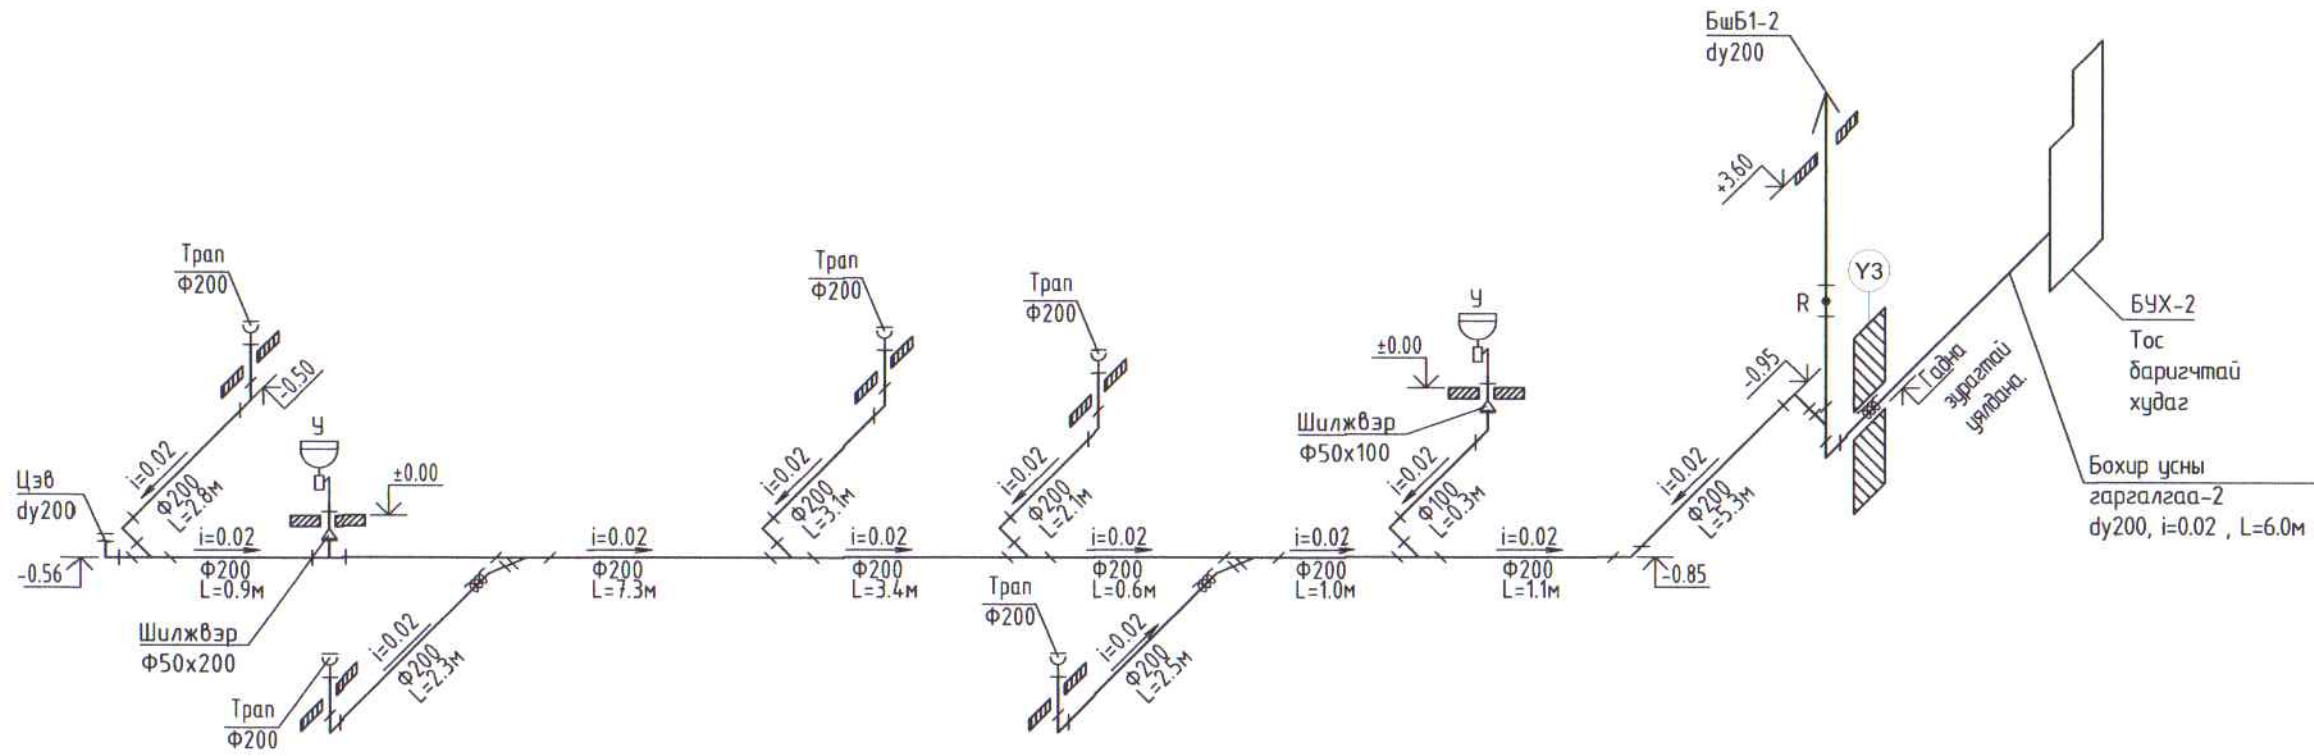 БшБ1-2
dy200
+3.60
Трап
Ф200
Трап
Ф200
Трап
Ф200
У
±0.00
R
Y3
БУХ-2
Тос
баригчтай
худаг
-0.50
-0.95
Гадна
зурагтай
уялдана.
Шилжвэр
Ф50х100
У
±0.00
Цэв
dy200
i=0.02
Ф200
L=2.8м
i=0.02
Ф200
L=3.1м
i=0.02
Ф200
L=2.1м
i=0.02
Ф100
L=0.3м
i=0.02
Ф200
L=5.3м
Бохир усны
гаргалгаа-2
dy200, i=0.02 , L=6.0м
-0.56
i=0.02
Ф200
L=0.9м
i=0.02
Ф200
L=7.3м
i=0.02
Ф200
L=3.4м
i=0.02
Ф200
L=0.6м
i=0.02
Ф200
L=1.0м
i=0.02
Ф200
L=1.1м
-0.85
Шилжвэр
Ф50х200
i=0.02
Ф200
L=2.3м
Трап
Ф200
Трап
Ф200
i=0.02
Ф200
L=2.5м